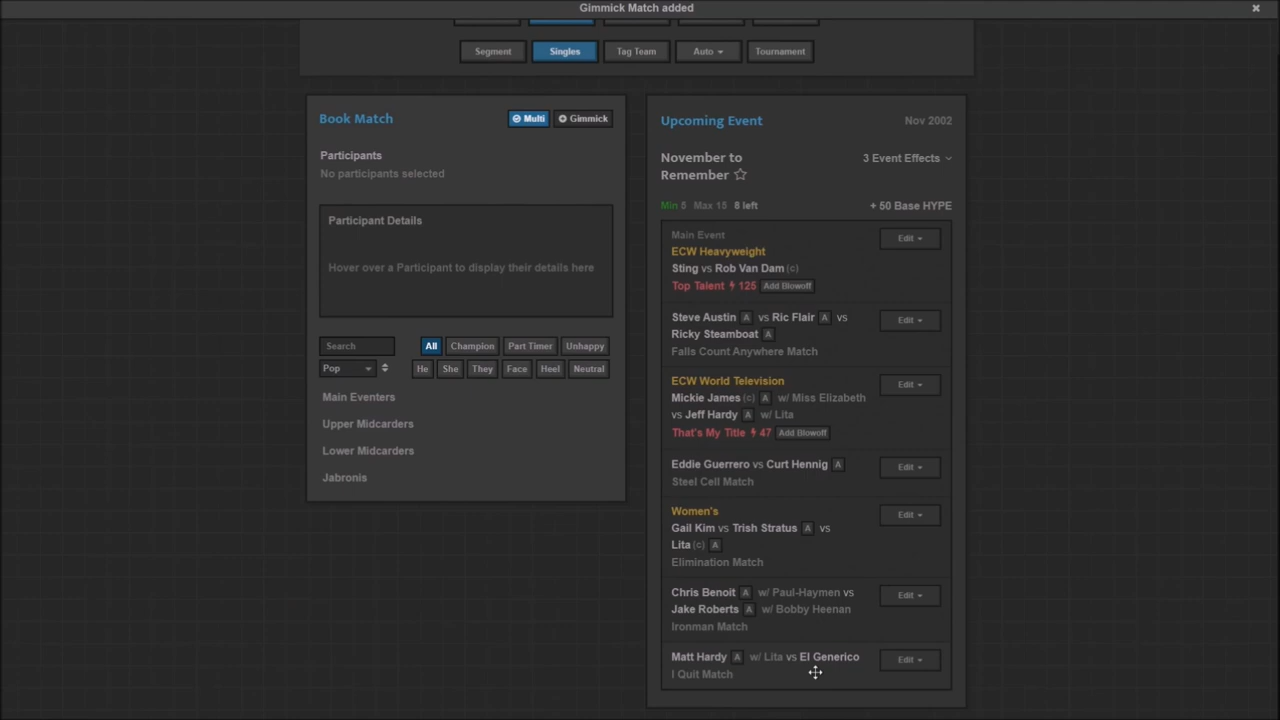 Gimmick Match added
Segment Singles Tag Team Auto Tournament
Book Match Multi Gimmick
Participants
No participants selected
Participant Details
Hover over a Participant to display their details here
Search All Champion Part Timer Unhappy
Pop He She They Face Heel Neutral
Main Eventers
Upper Midcarders
Lower Midcarders
Jabronis
Upcoming Event Nov 2002
November to 3 Event Effects
Remember
Min 5 Max 15 8 left + 50 Base HYPE
Main Event Edit
ECW Heavyweight
Sting vs Rob Van Dam (c)
Top Talent 125 Add Blowoff
Steve Austin A vs Ric Flair A vs Edit
Ricky Steamboat A
Falls Count Anywhere Match
ECW World Television Edit
Mickie James (c) A w/ Miss Elizabeth
vs Jeff Hardy A w/ Lita
That's My Title 47 Add Blowoff
Eddie Guerrero vs Curt Hennig A Edit
Steel Cell Match
Women's Edit
Gail Kim vs Trish Stratus A vs
Lita (c) A
Elimination Match
Chris Benoit A w/ Paul-Haymen vs Edit
Jake Roberts A w/ Bobby Heenan
Ironman Match
Matt Hardy A w/ Lita vs El Generico Edit
I Quit Match